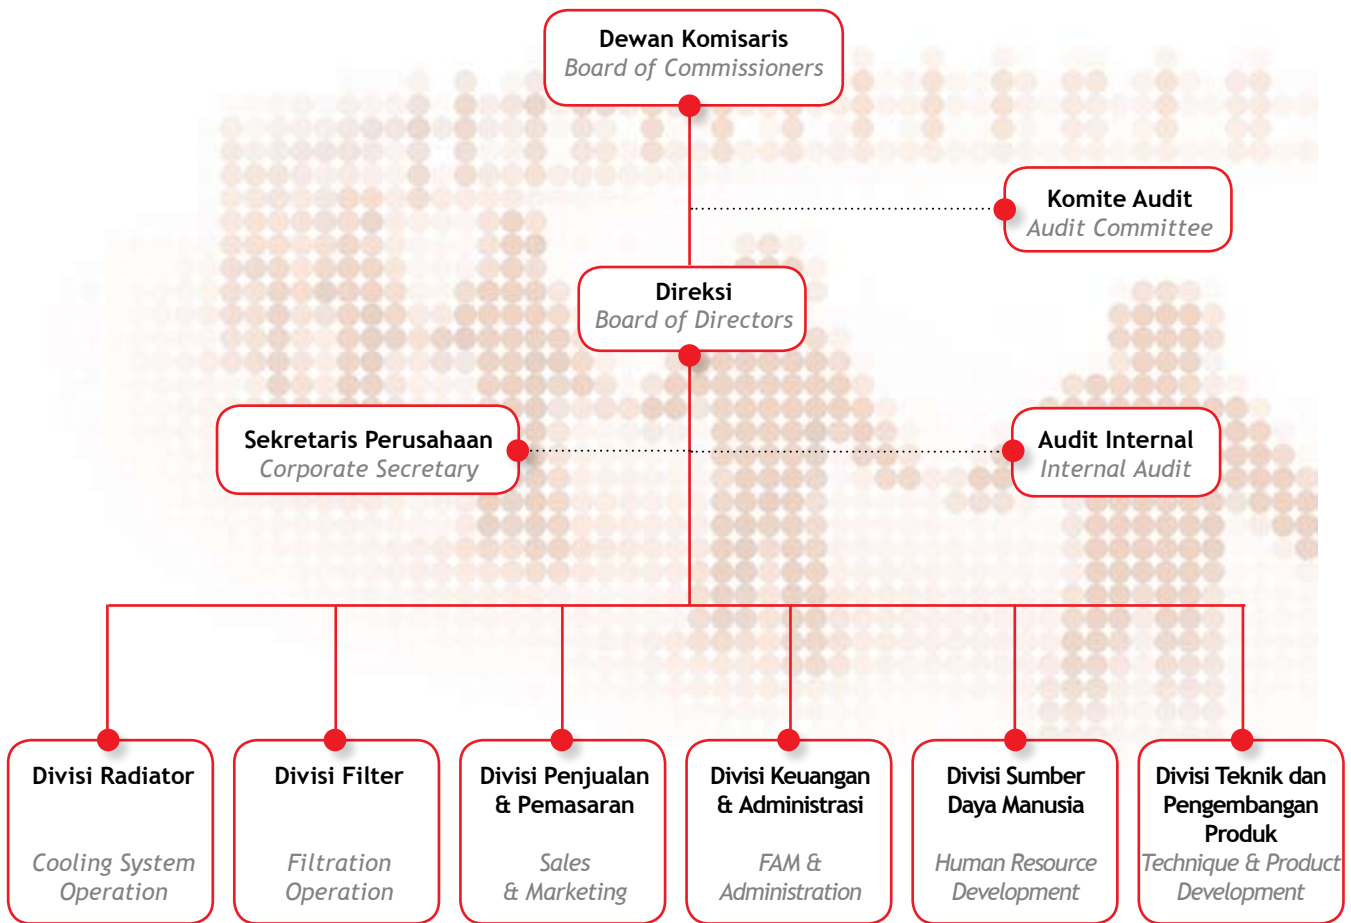 Dewan Komisaris
Board of Commissioners
Komite Audit
Audit Committee
Direksi
Board of Directors
Sekretaris Perusahaan
Corporate Secretary
Audit Internal
Internal Audit
Divisi Radiator
Cooling System
Operation
Divisi Filter
Filtration
Operation
Divisi Penjualan
& Pemasaran
Sales
& Marketing
Divisi Keuangan
& Administrasi
FAM &
Administration
Divisi Sumber
Daya Manusia
Human Resource
Development
Divisi Teknik dan
Pengembangan
Produk
Technique & Product
Development